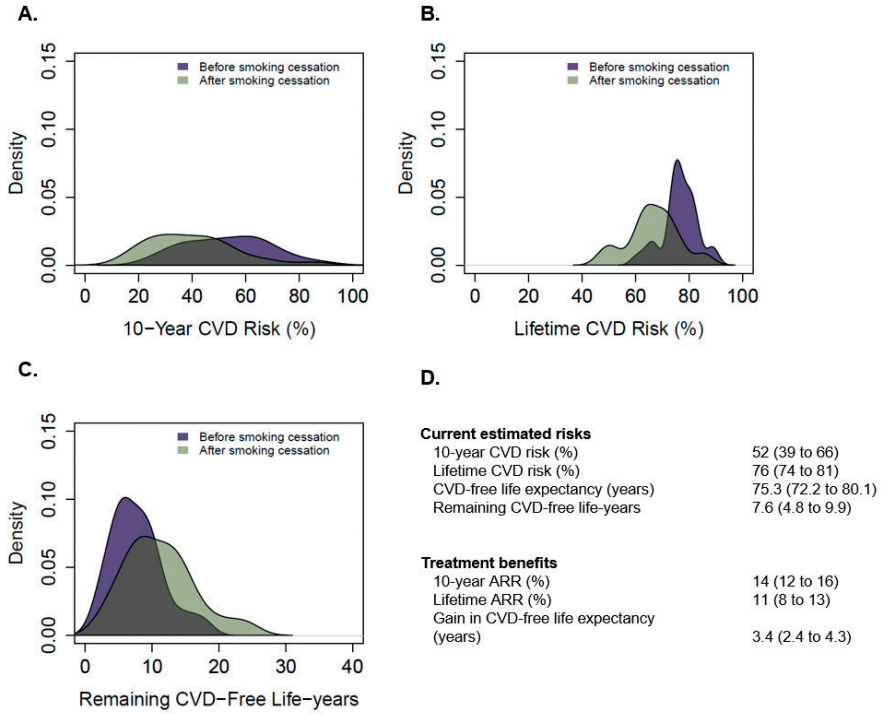 A.
Before smoking cessation
After smoking cessation
Density
0.00 0.05 0.10 0.15
0 20 40 60 80 100
10−Year CVD Risk (%)
B.
Before smoking cessation
After smoking cessation
Density
0.00 0.05 0.10 0.15
0 20 40 60 80 100
Lifetime CVD Risk (%)
C.
Before smoking cessation
After smoking cessation
Density
0.00 0.05 0.10 0.15
0 10 20 30 40
Remaining CVD−Free Life−years
D.
Current estimated risks
10-year CVD risk (%) 52 (39 to 66)
Lifetime CVD risk (%) 76 (74 to 81)
CVD-free life expectancy (years) 75.3 (72.2 to 80.1)
Remaining CVD-free life-years 7.6 (4.8 to 9.9)
Treatment benefits
10-year ARR (%) 14 (12 to 16)
Lifetime ARR (%) 11 (8 to 13)
Gain in CVD-free life expectancy
(years) 3.4 (2.4 to 4.3)